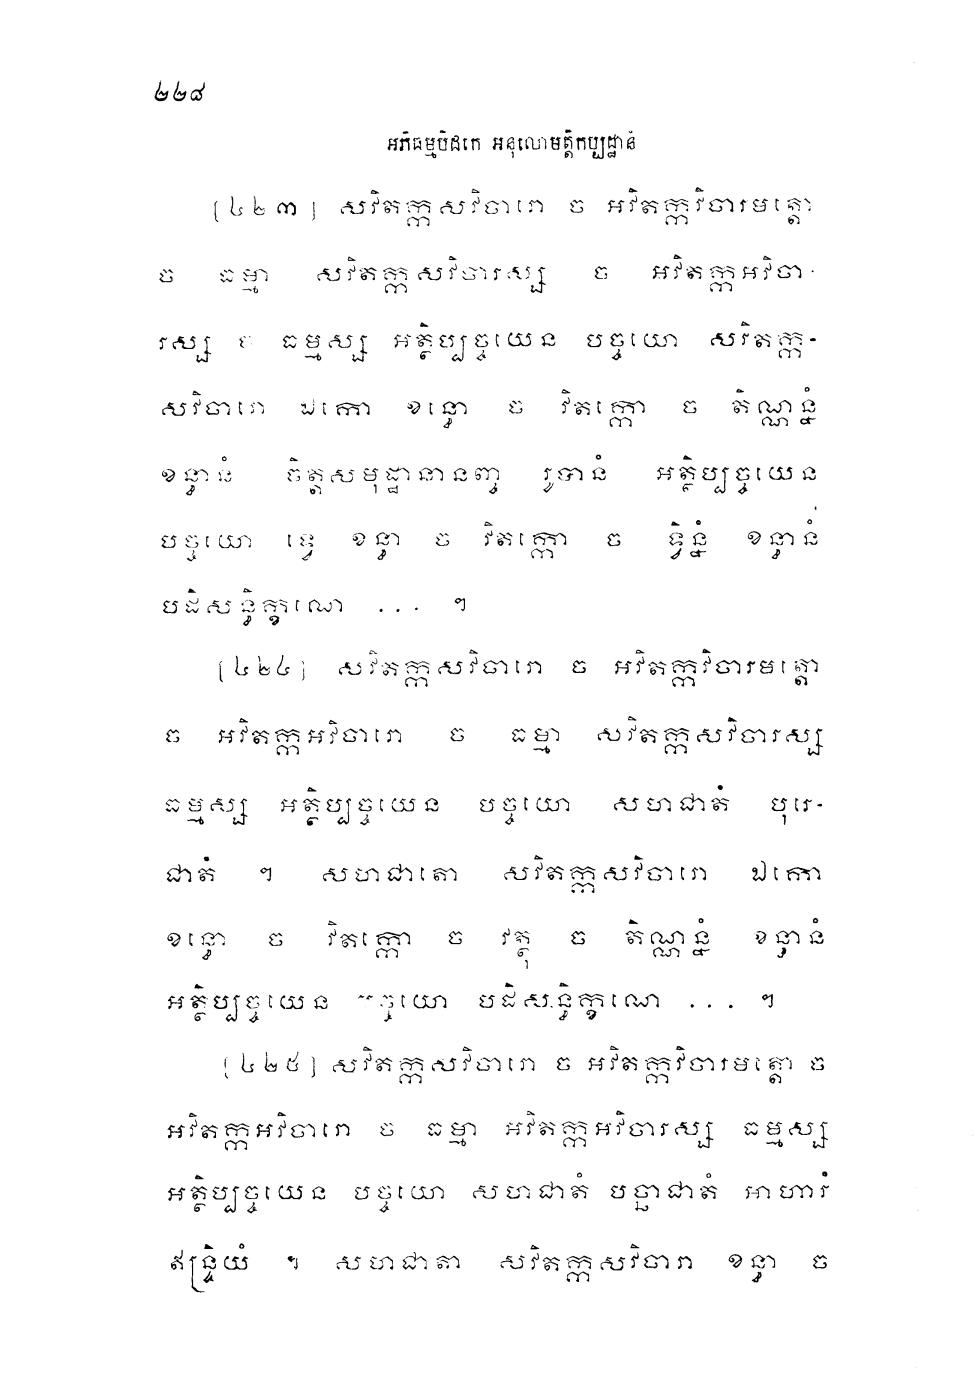 ២២៨
អភិធម្មបិដកេ អនុលោមត្តិកប្បដ្ឋានំ
[៤២៣] សវិតក្កសវិចារោ ច អវិតក្កវិចារមត្តោ
ច ធម្មា សវិតក្កសវិចារស្ស ច អវិតក្កអវិចា-
រស្ស ច ធម្មស្ស អត្ថិប្បច្ចយេន បច្ចយោ សវិតក្ក-
សវិចារោ ឯកោ ខន្ធោ ច វិតក្កោ ច តិណ្ណន្នំ
ខន្ធានំ ចិត្តសមុដ្ឋានានញ្ច រូបានំ អត្ថិប្បច្ចយេន
បច្ចយោ ទ្វេ ខន្ធា ច វិតក្កោ ច ទ្វិន្នំ ខន្ធានំ
បដិសន្ធិក្ខណេ ... ។
[៤២៤] សវិតក្កសវិចារោ ច អវិតក្កវិចារមត្តោ
ច អវិតក្កអវិចារោ ច ធម្មា សវិតក្កសវិចារស្ស
ធម្មស្ស អត្ថិប្បច្ចយេន បច្ចយោ សហជាតំ បុរេ-
ជាតំ ។ សហជាតោ សវិតក្កសវិចារោ ឯកោ
ខន្ធោ ច វិតក្កោ ច វត្ថុ ច តិណ្ណន្នំ ខន្ធានំ
អត្ថិប្បច្ចយេន បច្ចយោ បដិសន្ធិក្ខណេ ... ។
[៤២៥] សវិតក្កសវិចារោ ច អវិតក្កវិចារមត្តោ ច
អវិតក្កអវិចារោ ច ធម្មា អវិតក្កអវិចារស្ស ធម្មស្ស
អត្ថិប្បច្ចយេន បច្ចយោ សហជាតំ បច្ឆាជាតំ អាហារំ
ឥន្ទ្រិយំ ។ សហជាតា សវិតក្កសវិចារា ខន្ធា ច